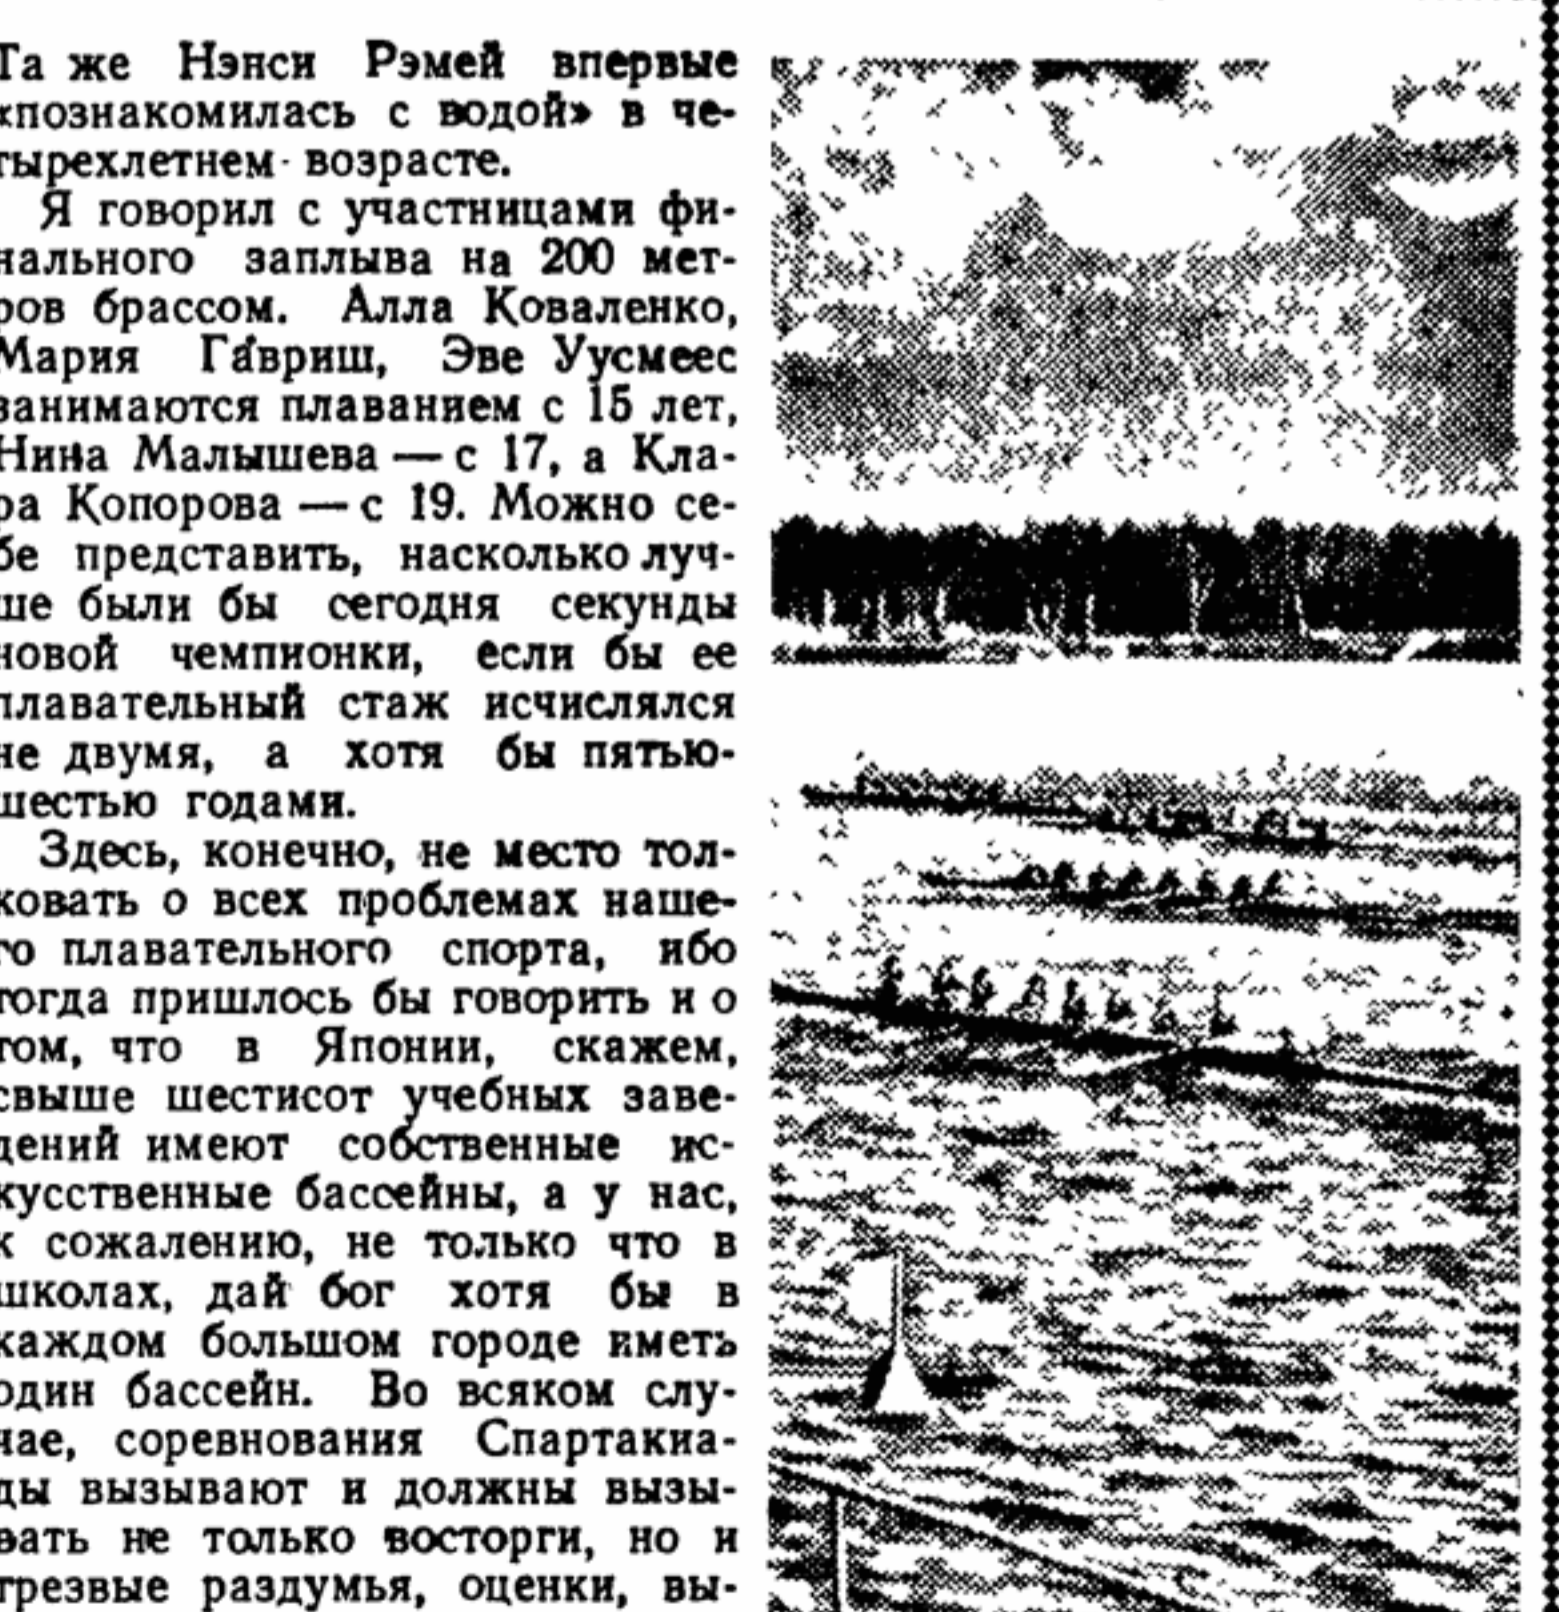 Та же Нэнси Рэмей впервые
«познакомилась с водой» в че-
тырехлетнем возрасте.
Я говорил с участницами фи-
нального заплыва на 200 мет-
ров брассом. Алла Коваленко,
Мария Гавриш, Эве Уусмеес
занимаются плаванием с 15 лет,
Нина Малышева — с 17, а Кла-
ра Копорова — с 19. Можно се-
бе представить, насколько луч-
ше были бы сегодня секунды
новой чемпионки, если бы ее
плавательный стаж исчислялся
не двумя, а хотя бы пятью-
шестью годами.
Здесь, конечно, не место тол-
ковать о всех проблемах наше-
го плавательного спорта, ибо
тогда пришлось бы говорить и о
том, что в Японии, скажем,
свыше шестисот учебных заве-
дений имеют собственные ис-
кусственные бассейны, а у нас,
к сожалению, не только что в
школах, дай бог хотя бы в
каждом большом городе иметь
один бассейн. Во всяком слу-
чае, соревнования Спартакиа-
ды вызывают и должны вызы-
вать не только восторги, но и
трезвые раздумья, оценки, вы-